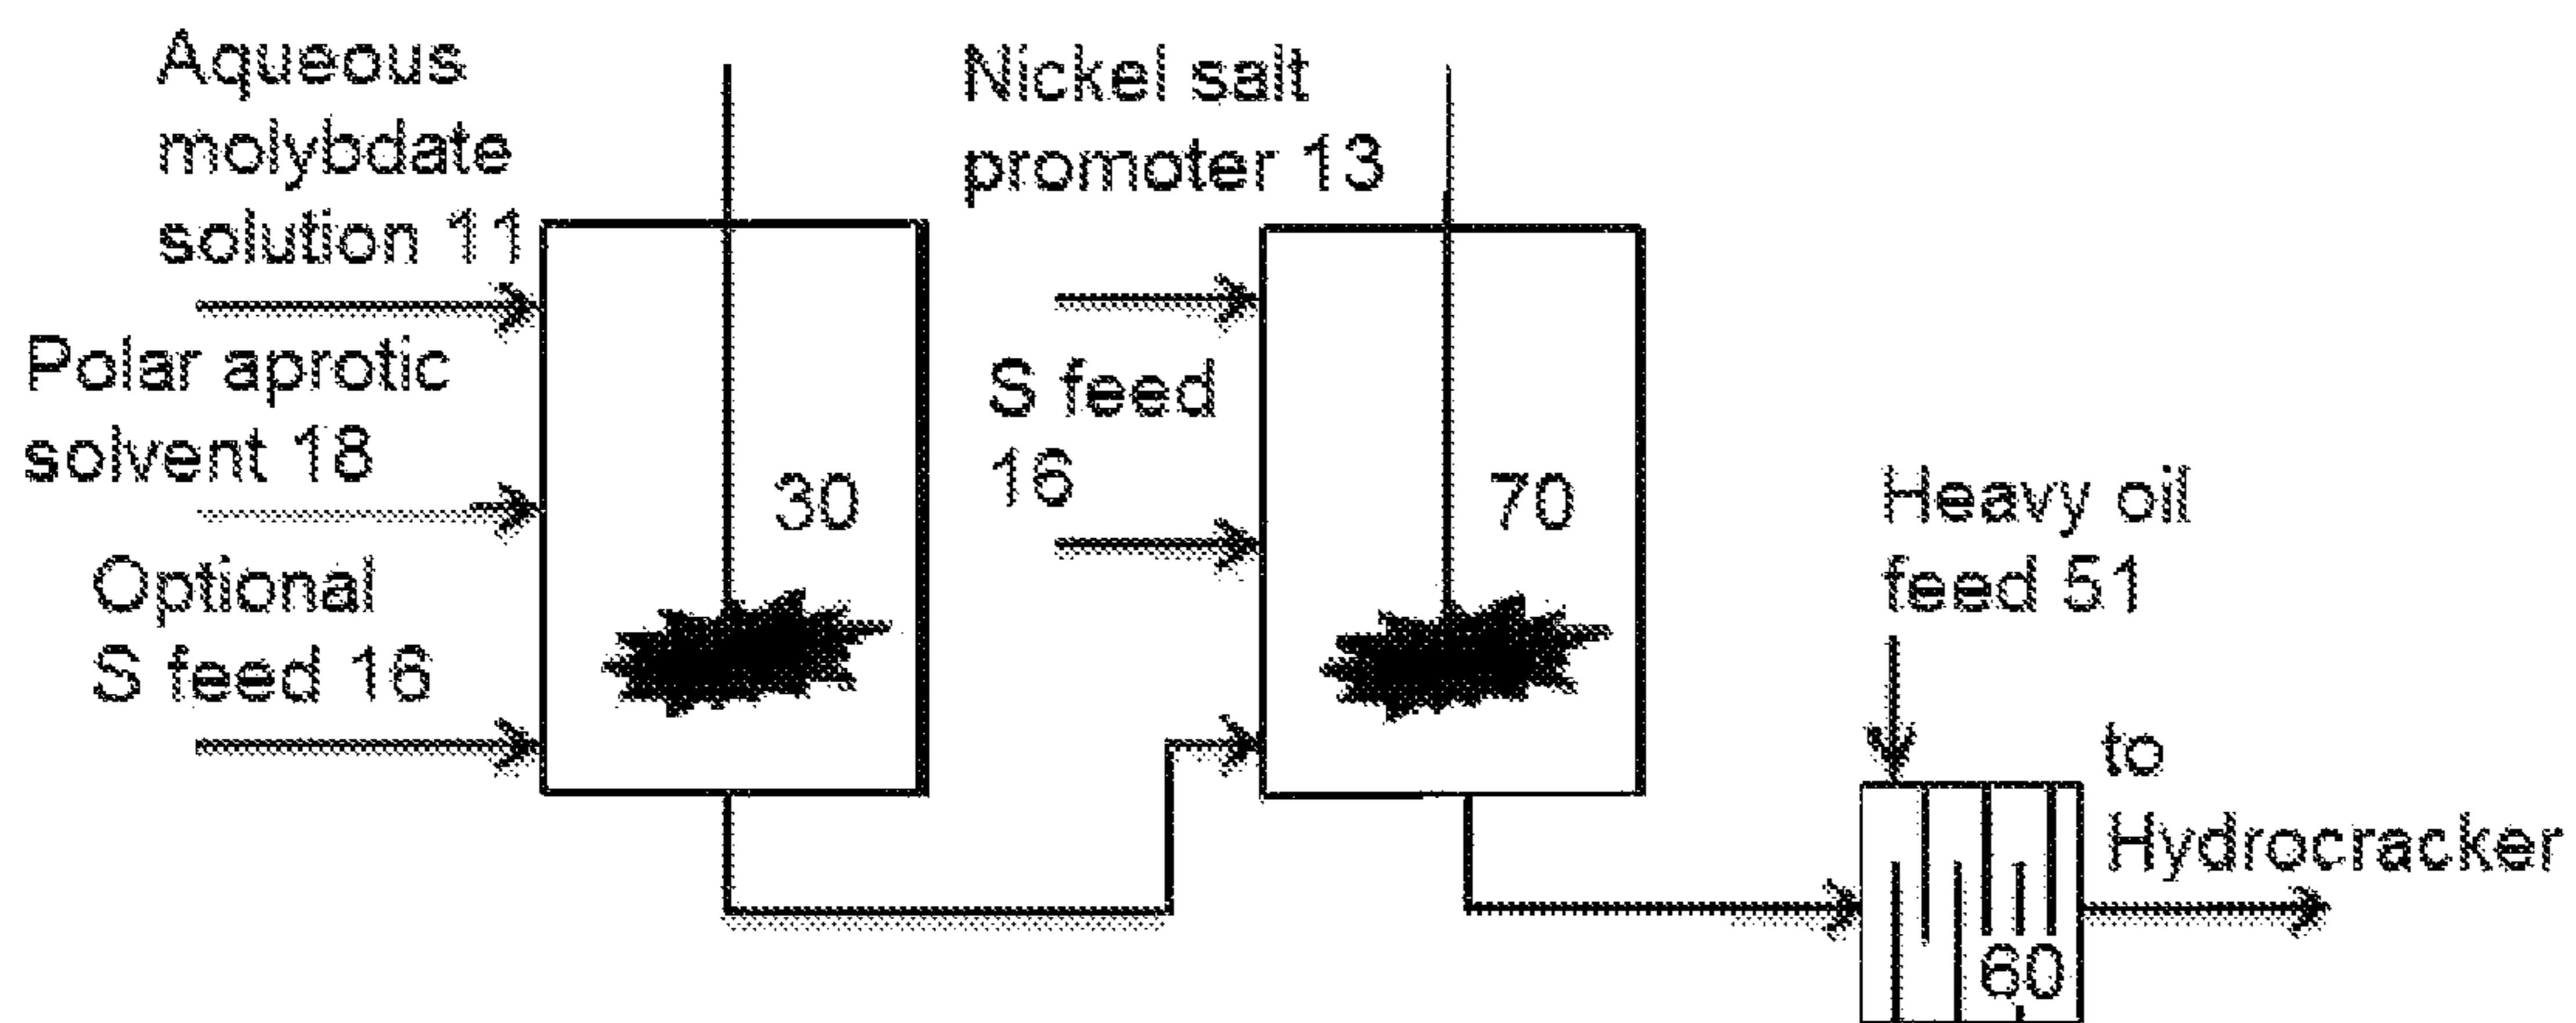 Aqueous
molybdate
solution 11
Polar aprotic
solvent 18
Optional
S feed 16
30
Nickel salt
promoter 13
S feed
16
70
Heavy oil
feed 51
60
to
Hydrocracker